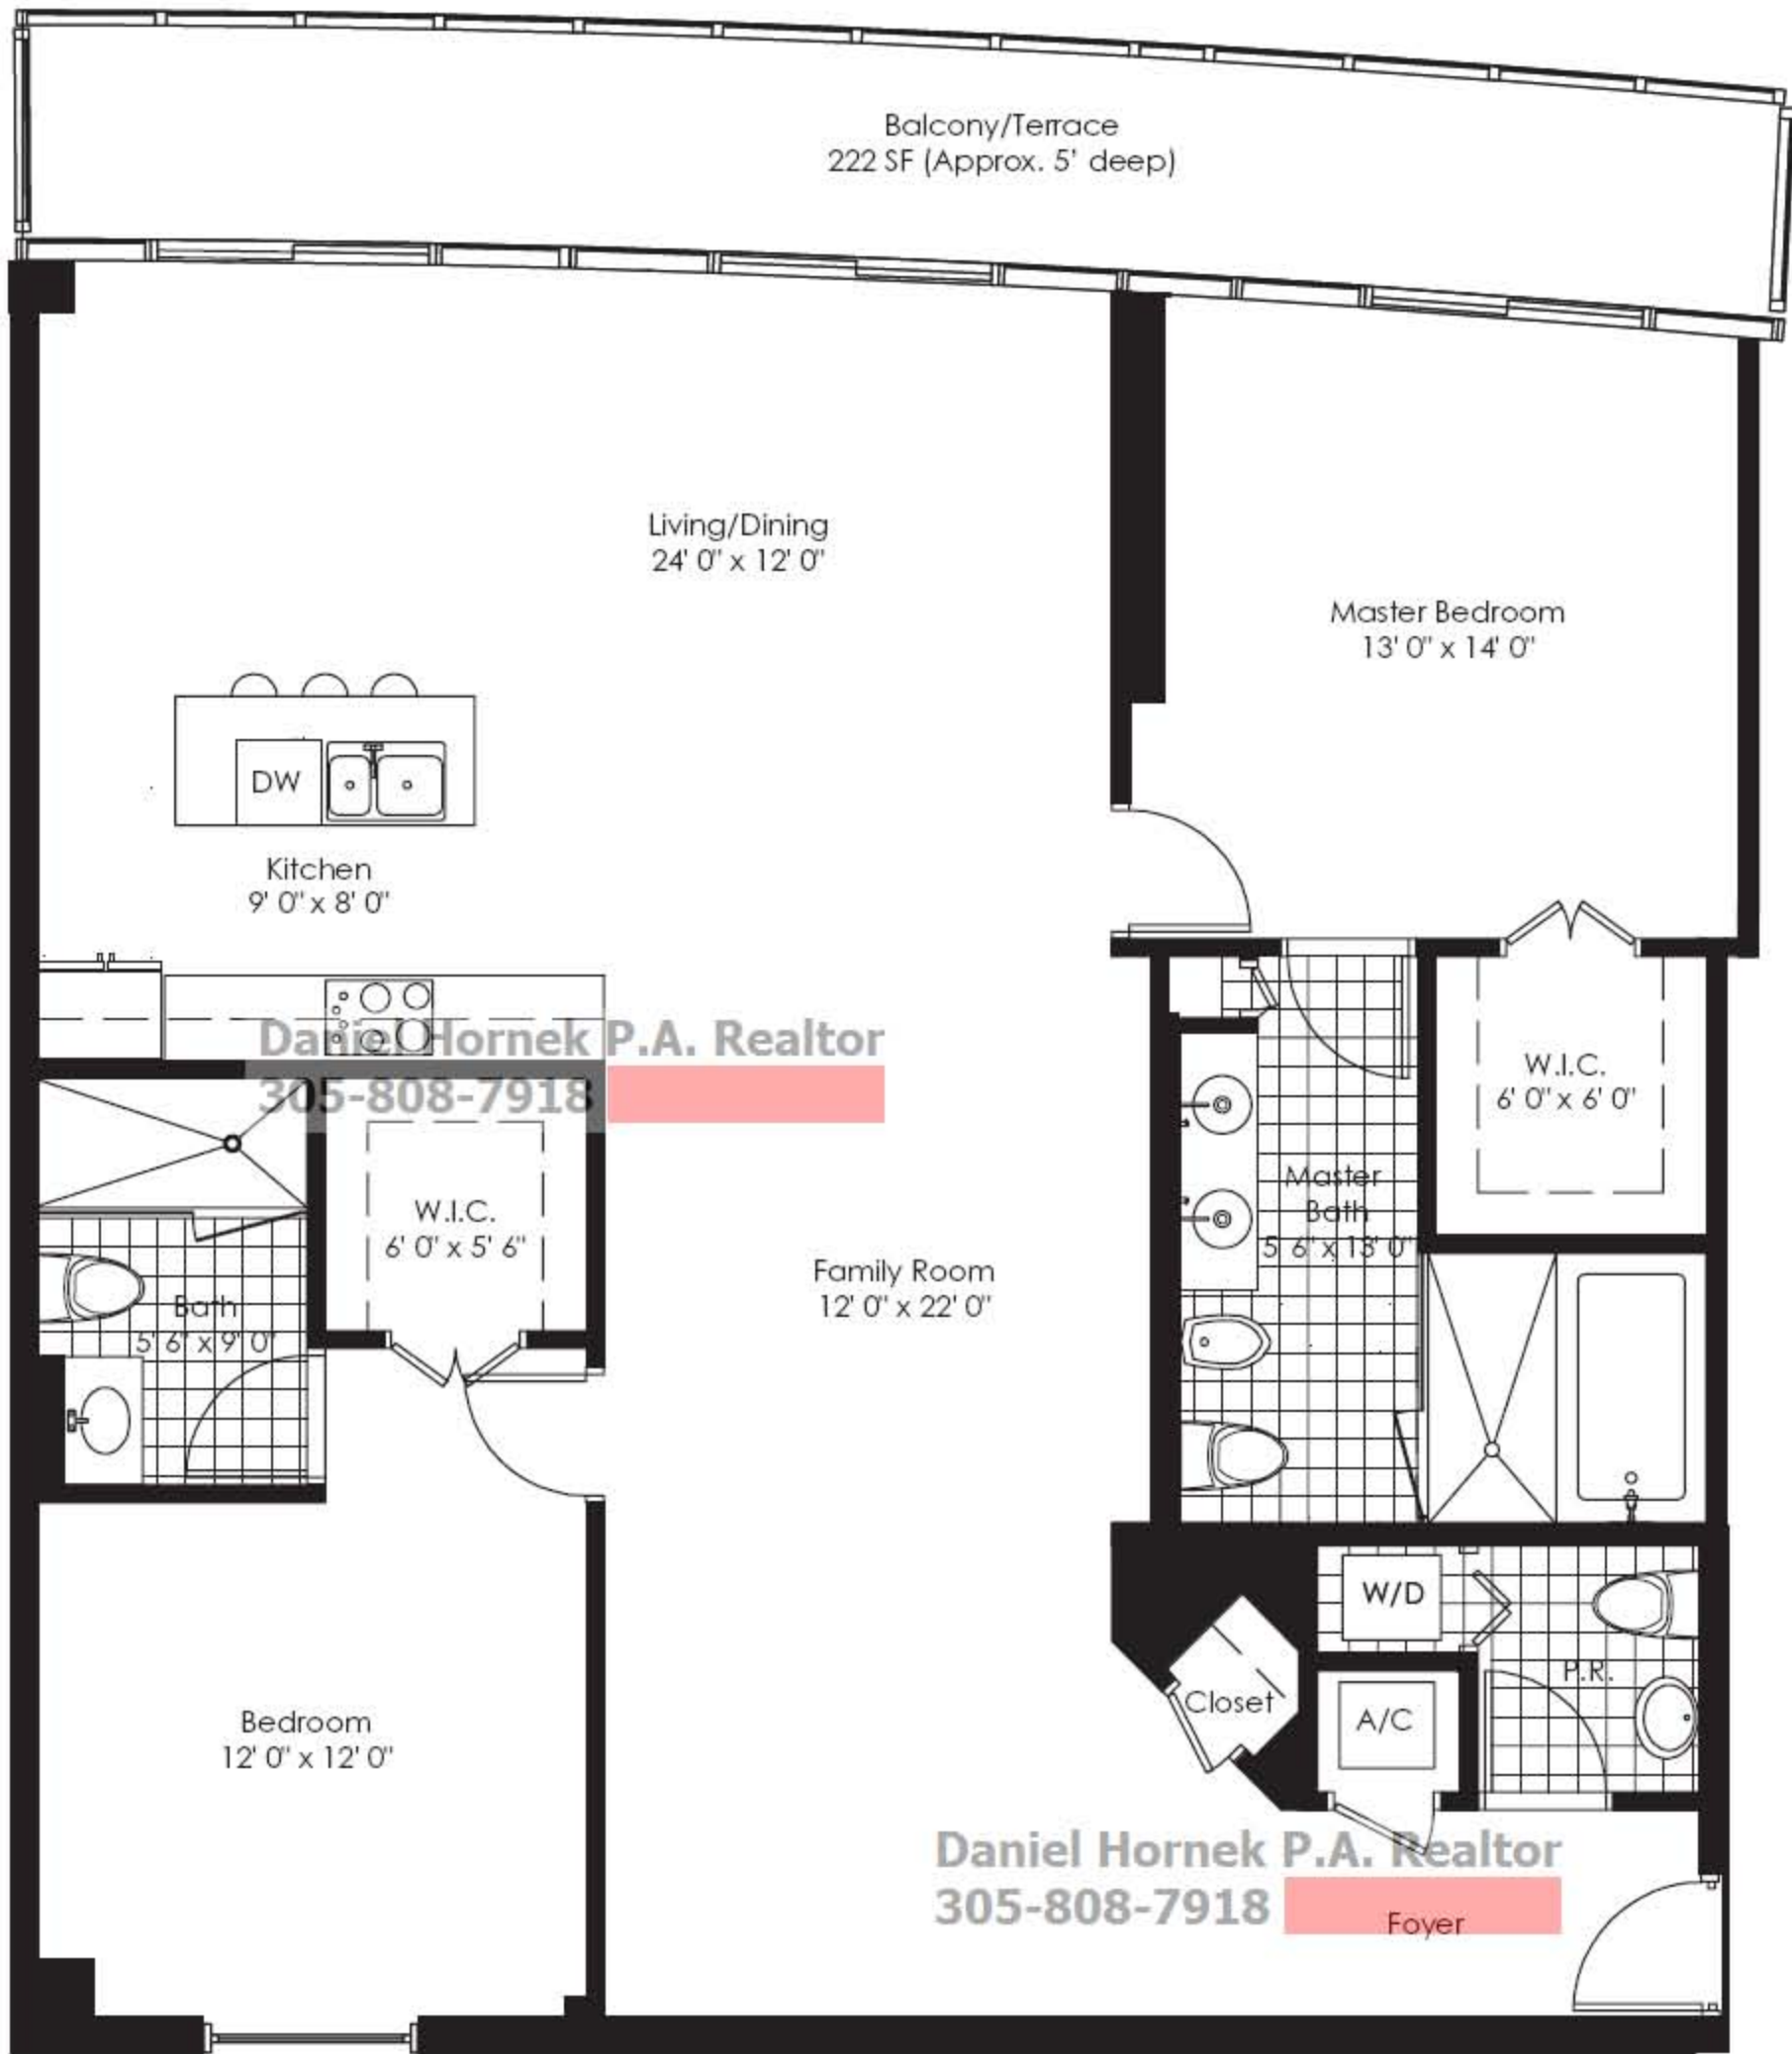 Balcony/Terrace
222 SF (Approx. 5' deep)
Living/Dining
24' 0" x 12' 0"
Master Bedroom
13' 0" x 14' 0"
DW
Kitchen
9' 0" x 8' 0"
Daniel Hornek P.A. Realtor
305-808-7918
W.I.C.
6' 0" x 6' 0"
Master
Bath
5' 6" x 13' 0"
W.I.C.
6' 0" x 5' 6"
Family Room
12' 0" x 22' 0"
Bath
5' 6" x 9' 0"
W/D
P.R.
Closet
A/C
Bedroom
12' 0" x 12' 0"
Daniel Hornek P.A. Realtor
305-808-7918
Foyer